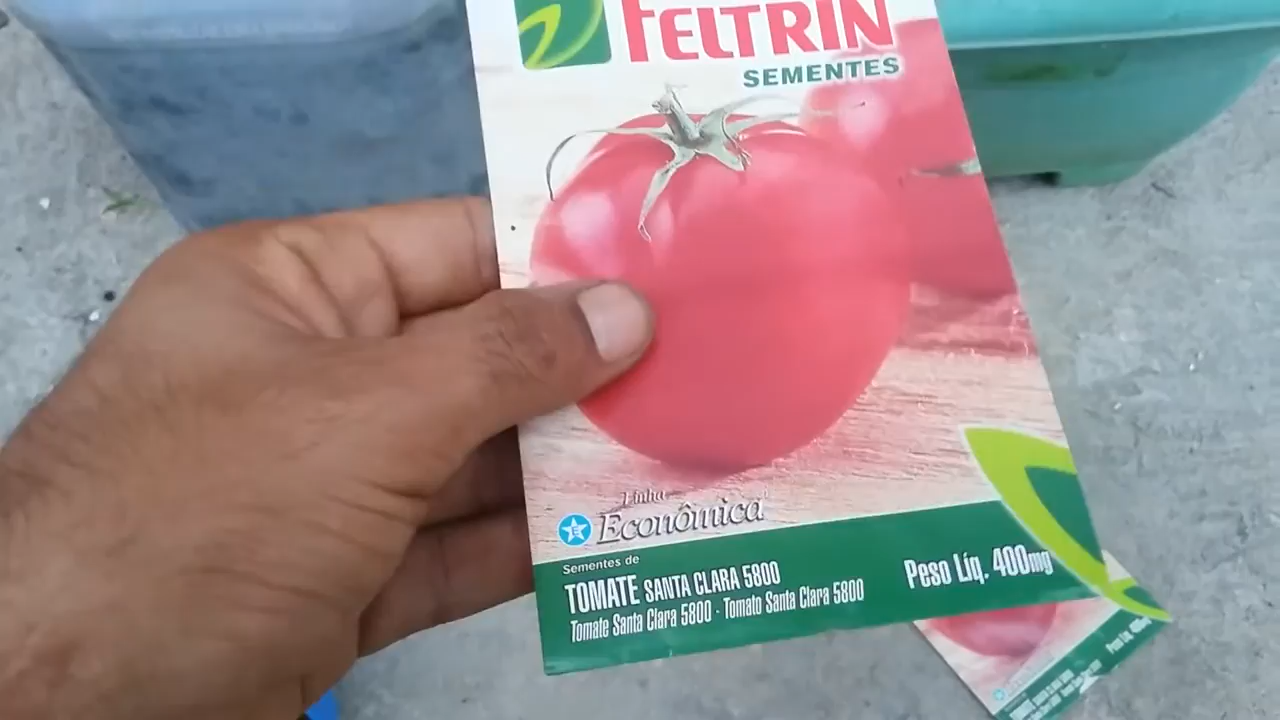 FELTRIN
SEMENTES
Linha
Econômica
Sementes de
TOMATE SANTA CLARA 5800
Tomate Santa Clara 5800 - Tomato Santa Clara 5800
Peso Líq. 400mg